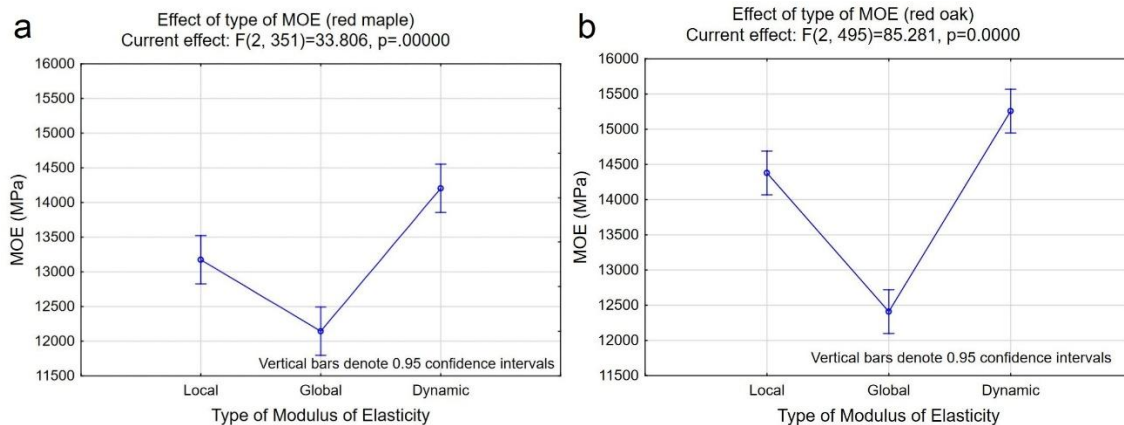 a
Effect of type of MOE (red maple)
Current effect: F(2, 351)=33.806, p=.00000
16000
15500
15000
14500
14000
13500
13000
12500
12000
11500
MOE (MPa)
Vertical bars denote 0.95 confidence intervals
Local Global Dynamic
Type of Modulus of Elasticity
b
Effect of type of MOE (red oak)
Current effect: F(2, 495)=85.281, p=0.0000
16000
15500
15000
14500
14000
13500
13000
12500
12000
11500
MOE (MPa)
Vertical bars denote 0.95 confidence intervals
Local Global Dynamic
Type of Modulus of Elasticity